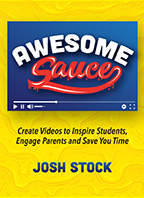 AWESOME
Sauce
Create Videos to Inspire Students,
Engage Parents and Save You Time
JOSH STOCK